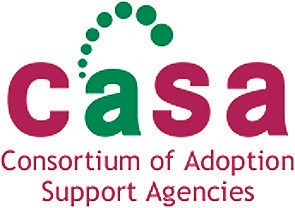 casa
Consortium of Adoption
Support Agencies